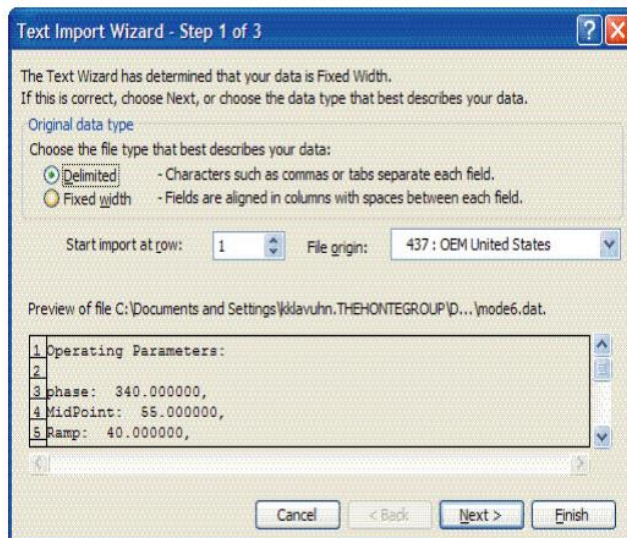 Text Import Wizard - Step 1 of 3
The Text Wizard has determined that your data is Fixed Width.
If this is correct, choose Next, or choose the data type that best describes your data.
Original data type
Choose the file type that best describes your data:
Delimited - Characters such as commas or tabs separate each field.
Fixed width - Fields are aligned in columns with spaces between each field.
Start import at row: 1 File origin: 437 : OEM United States
Preview of file C:\Documents and Settings\kklavuhn.THEHONTEGROUP\D...\mode6.dat.
1 Operating Parameters:
2
3 phase: 340.000000,
4 MidPoint: 55.000000,
5 Ramp: 40.000000,
Cancel < Back Next > Finish